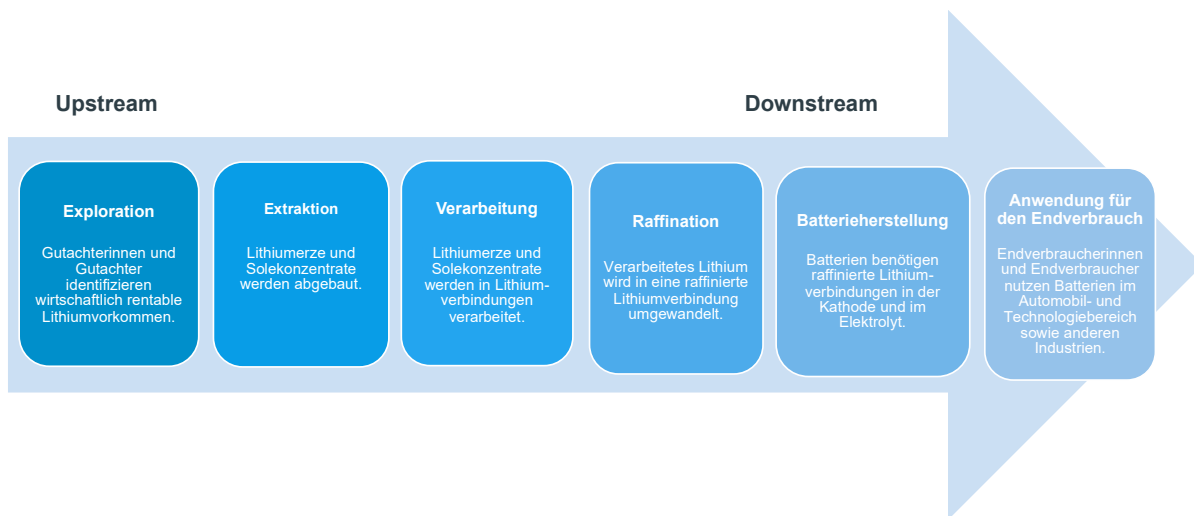 Upstream
Downstream
Exploration
Gutachterinnen und
Gutachter
identifizieren
wirtschaftlich rentable
Lithiumvorkommen.
Extraktion
Lithiumerze und
Solekonzentrate
werden abgebaut.
Verarbeitung
Lithiumerze und
Solekonzentrate
werden in Lithium-
verbindungen
verarbeitet.
Raffination
Verarbeitetes Lithium
wird in eine raffinierte
Lithiumverbindung
umgewandelt.
Batterieherstellung
Batterien benötigen
raffinierte Lithium-
verbindungen in der
Kathode und im
Elektrolyt.
Anwendung für
den Endverbrauch
Endverbraucherinnen
und Endverbraucher
nutzen Batterien im
Automobil- und
Technologiebereich
sowie anderen
Industrien.